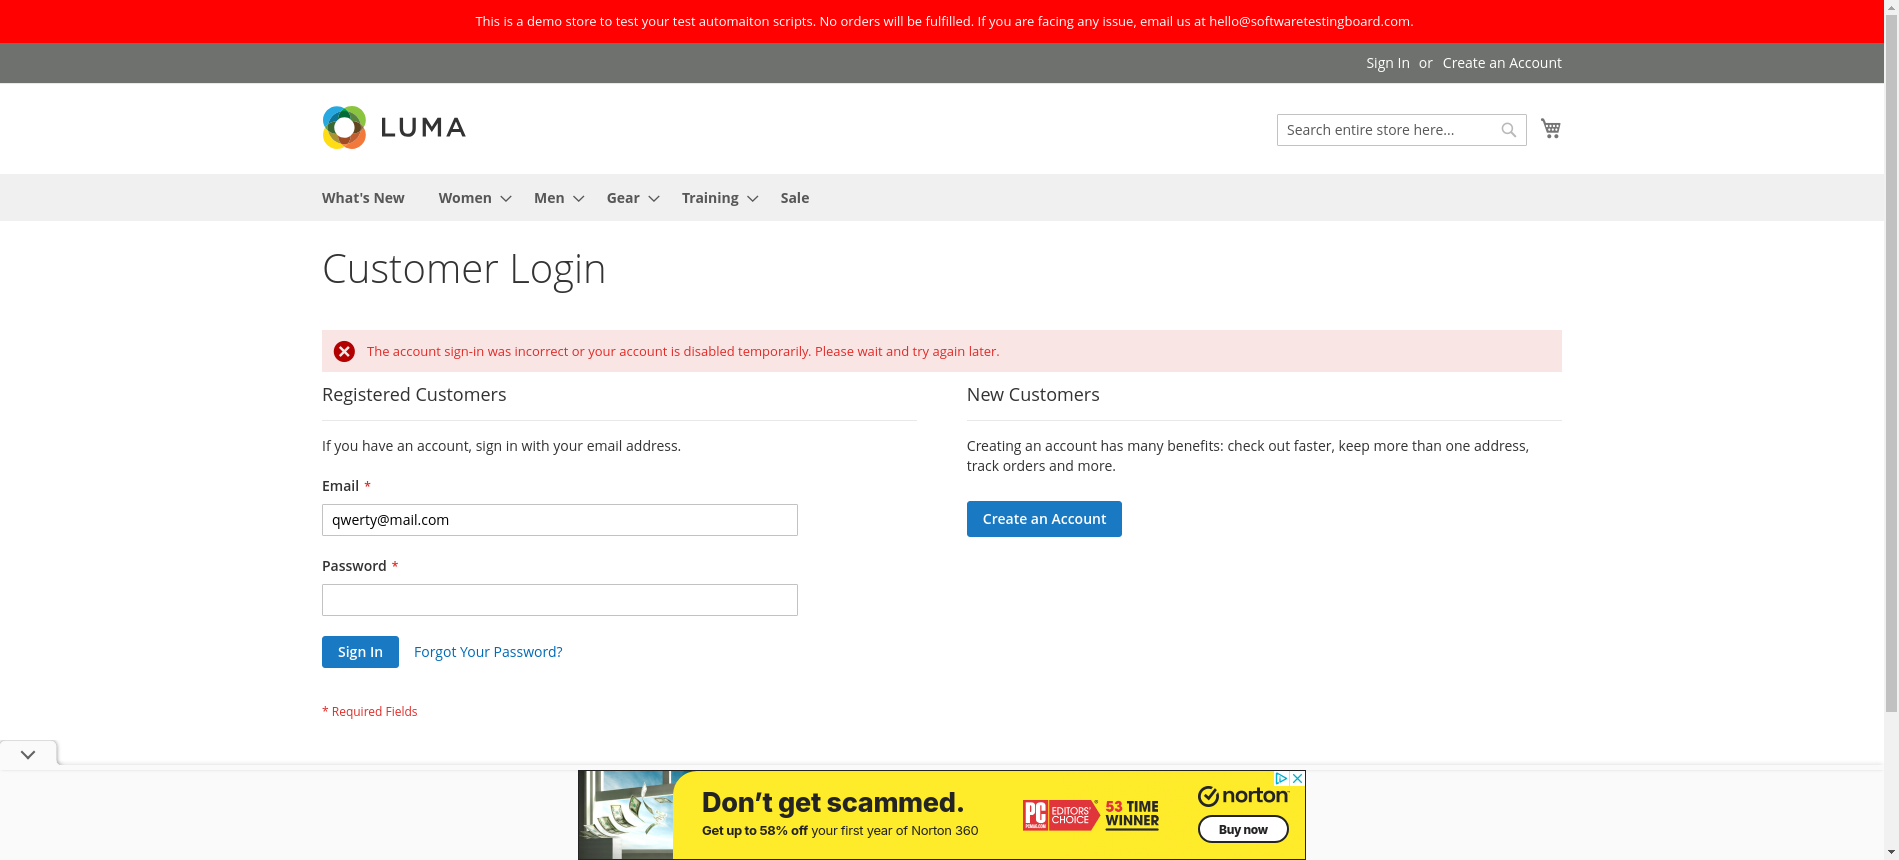 This is a demo store to test your test automaiton scripts. No orders will be fulfilled. If you are facing any issue, email us at hello@softwaretestingboard.com.
Sign In or Create an Account
LUMA
Search entire store here...
What's New Women Men Gear Training Sale
Customer Login
The account sign-in was incorrect or your account is disabled temporarily. Please wait and try again later.
Registered Customers
If you have an account, sign in with your email address.
Email *
qwerty@mail.com
Password *
Sign In Forgot Your Password?
* Required Fields
New Customers
Creating an account has many benefits: check out faster, keep more than one address,
track orders and more.
Create an Account
Don't get scammed.
Get up to 58% off your first year of Norton 360
PC
PCMAG.COM
EDITORS'
CHOICE
53 TIME
WINNER
norton
Buy now